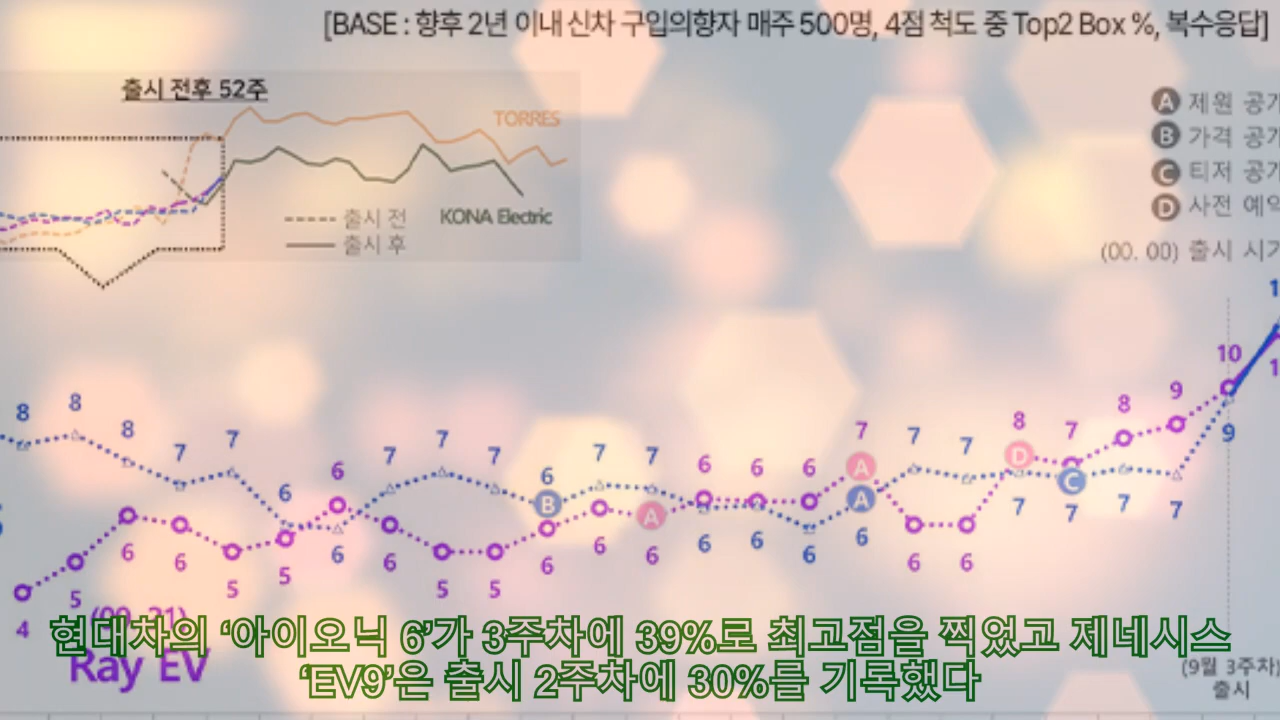 [BASE : 향후 2년 이내 신차 구입의향자 매주 500명, 4점 척도 중 Top2 Box %, 복수응답]
출시 전후 52주
TORRES
KONA Electric
출시 전
출시 후
A 제원 공개
B 가격 공개
C 티저 공개
D 사전 예약
(00. 00) 출시 시기
8 8 8 7 7 6 6 7 7 7 6 7 7 6 6 6 6 7 7 7 7 7 7 9 1
B A A C
4 5 6 6 5 5 6 6 5 5 6 6 6 6 6 6 7 6 6 8 7 8 9 10 1
A A D
Ray EV
(9월 3주차)
출시
현대차의 ‘아이오닉 6’가 3주차에 39%로 최고점을 찍었고 제네시스
‘EV9’은 출시 2주차에 30%를 기록했다